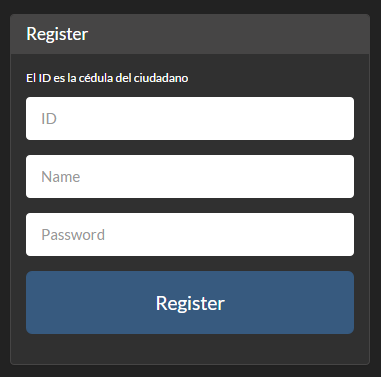 Register
El ID es la cédula del ciudadano
ID
Name
Password
Register